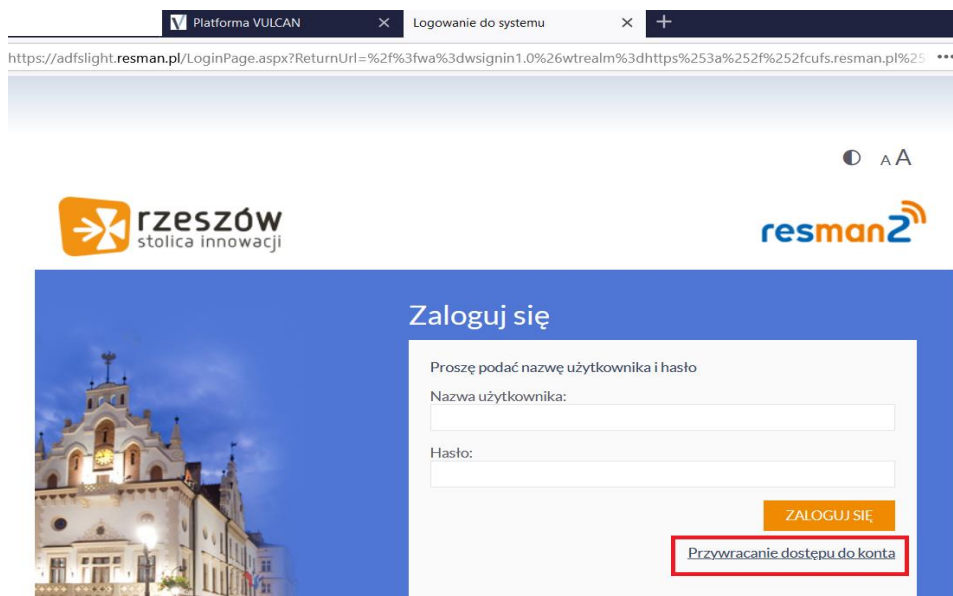 Platforma VULCAN
Logowanie do systemu
https://adfslight.resman.pl/LoginPage.aspx?ReturnUrl=%2f%3fwa%3dwsignin1.0%26wtrealm%3dhttps%253a%252f%252fcufs.resman.pl%25
A A
rzeszów
stolica innowacji
resman2
Zaloguj się
Proszę podać nazwę użytkownika i hasło
Nazwa użytkownika:
Hasło:
ZALOGUJ SIĘ
Przywracanie dostępu do konta